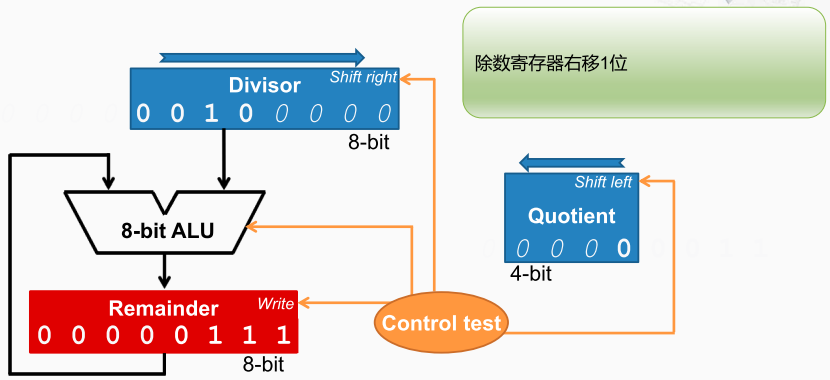 除数寄存器右移1位
Shift right
Divisor
0 0 1 0 0 0 0 0
8-bit
Shift left
Quotient
0 0 0 0
4-bit
8-bit ALU
Remainder
Write
0 0 0 0 0 1 1 1
8-bit
Control test